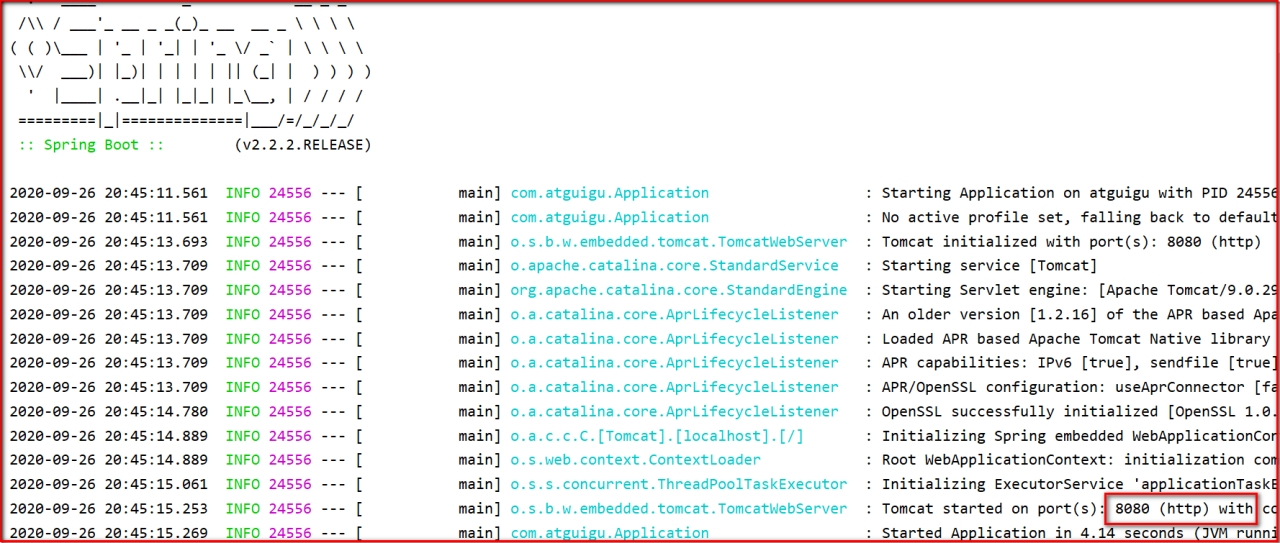 :: Spring Boot ::        (v2.2.2.RELEASE)
2020-09-26 20:45:11.561  INFO 24556 --- [           main] com.atguigu.Application                  : Starting Application on atguigu with PID 24556
2020-09-26 20:45:11.561  INFO 24556 --- [           main] com.atguigu.Application                  : No active profile set, falling back to default
2020-09-26 20:45:13.693  INFO 24556 --- [           main] o.s.b.w.embedded.tomcat.TomcatWebServer  : Tomcat initialized with port(s): 8080 (http)
2020-09-26 20:45:13.709  INFO 24556 --- [           main] o.apache.catalina.core.StandardService   : Starting service [Tomcat]
2020-09-26 20:45:13.709  INFO 24556 --- [           main] org.apache.catalina.core.StandardEngine  : Starting Servlet engine: [Apache Tomcat/9.0.29
2020-09-26 20:45:13.709  INFO 24556 --- [           main] o.a.catalina.core.AprLifecycleListener   : An older version [1.2.16] of the APR based Apa
2020-09-26 20:45:13.709  INFO 24556 --- [           main] o.a.catalina.core.AprLifecycleListener   : Loaded APR based Apache Tomcat Native library
2020-09-26 20:45:13.709  INFO 24556 --- [           main] o.a.catalina.core.AprLifecycleListener   : APR capabilities: IPv6 [true], sendfile [true]
2020-09-26 20:45:13.709  INFO 24556 --- [           main] o.a.catalina.core.AprLifecycleListener   : APR/OpenSSL configuration: useAprConnector [fa
2020-09-26 20:45:14.780  INFO 24556 --- [           main] o.a.catalina.core.AprLifecycleListener   : OpenSSL successfully initialized [OpenSSL 1.0.
2020-09-26 20:45:14.889  INFO 24556 --- [           main] o.a.c.c.C.[Tomcat].[localhost].[/]       : Initializing Spring embedded WebApplicationCon
2020-09-26 20:45:14.889  INFO 24556 --- [           main] o.s.web.context.ContextLoader            : Root WebApplicationContext: initialization com
2020-09-26 20:45:15.061  INFO 24556 --- [           main] o.s.s.concurrent.ThreadPoolTaskExecutor  : Initializing ExecutorService 'applicationTaskE
2020-09-26 20:45:15.253  INFO 24556 --- [           main] o.s.b.w.embedded.tomcat.TomcatWebServer  : Tomcat started on port(s): 8080 (http) with co
2020-09-26 20:45:15.269  INFO 24556 --- [           main] com.atguigu.Application                  : Started Application in 4.14 seconds (JVM runni